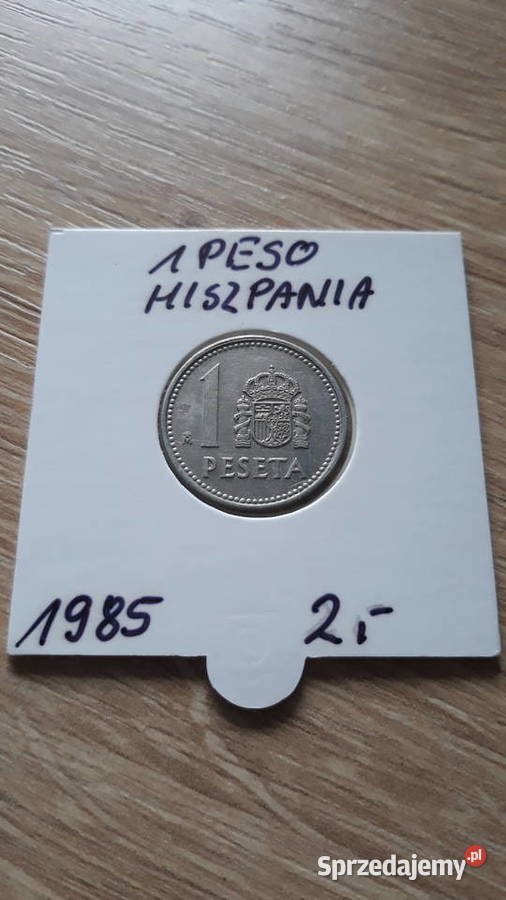 1 PESO
HISZPANIA
1
M
PESETA
1985 2,-
Sprzedajemy.pl